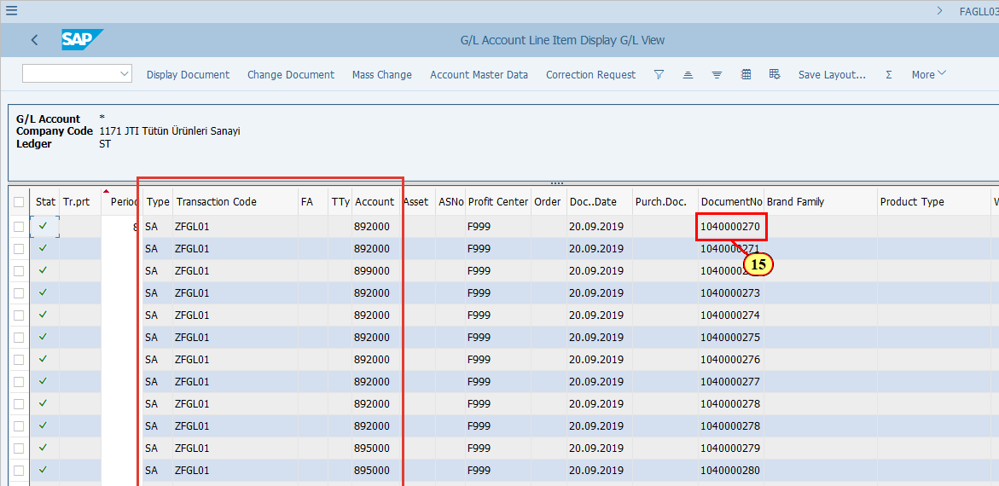 FAGLL03
SAP G/L Account Line Item Display G/L View
Display Document Change Document Mass Change Account Master Data Correction Request Save Layout... Σ More
G/L Account *
Company Code 1171 JTI Tütün Ürünleri Sanayi
Ledger ST
Stat Tr.prt Period Type Transaction Code FA TTy Account Asset ASNo Profit Center Order Doc..Date Purch.Doc. DocumentNo Brand Family Product Type
8 SA ZFGL01 892000 F999 20.09.2019 1040000270
SA ZFGL01 892000 F999 20.09.2019 1040000271
15
SA ZFGL01 899000 F999 20.09.2019
SA ZFGL01 892000 F999 20.09.2019 1040000273
SA ZFGL01 892000 F999 20.09.2019 1040000274
SA ZFGL01 892000 F999 20.09.2019 1040000275
SA ZFGL01 892000 F999 20.09.2019 1040000276
SA ZFGL01 892000 F999 20.09.2019 1040000277
SA ZFGL01 892000 F999 20.09.2019 1040000278
SA ZFGL01 892000 F999 20.09.2019 1040000278
SA ZFGL01 895000 F999 20.09.2019 1040000279
SA ZFGL01 895000 F999 20.09.2019 1040000280